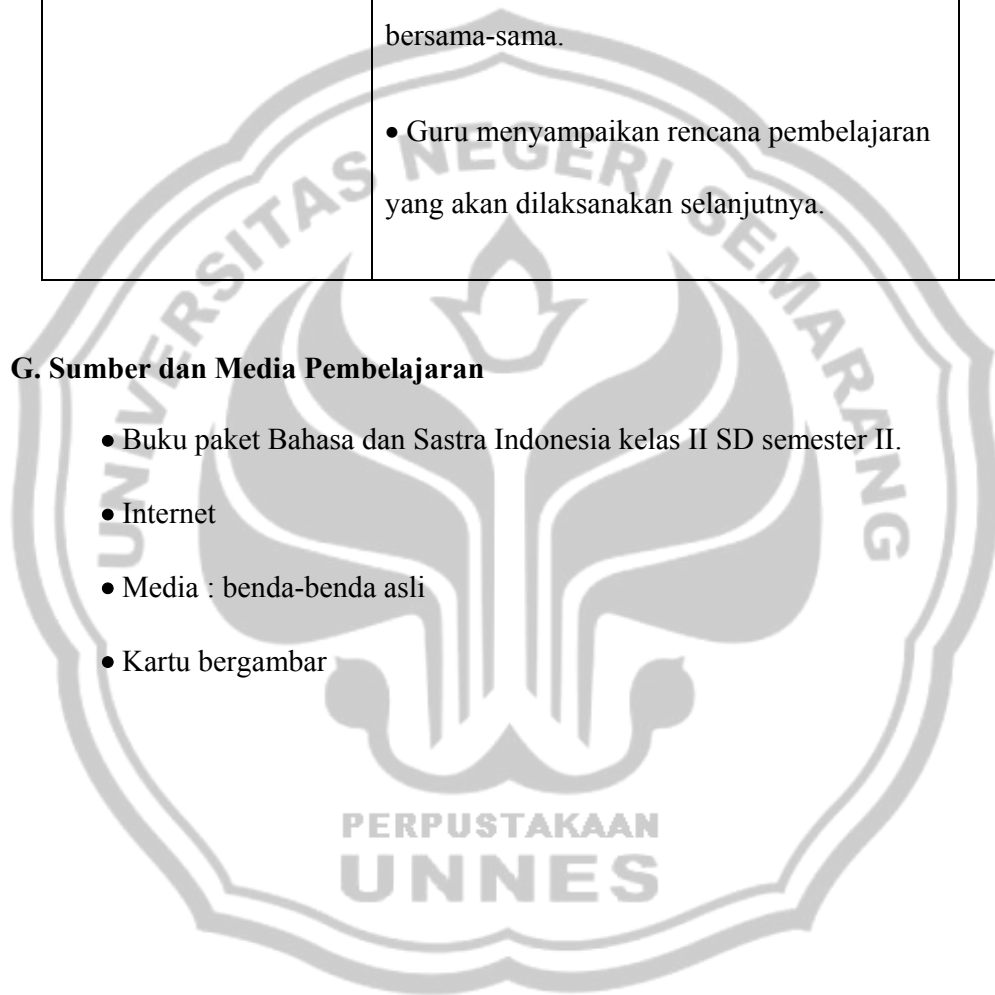 bersama-sama.
• Guru menyampaikan rencana pembelajaran
yang akan dilaksanakan selanjutnya.
G. Sumber dan Media Pembelajaran
• Buku paket Bahasa dan Sastra Indonesia kelas II SD semester II.
• Internet
• Media : benda-benda asli
• Kartu bergambar
UNIVERSITAS NEGERI SEMARANG
PERPUSTAKAAN
UNNES